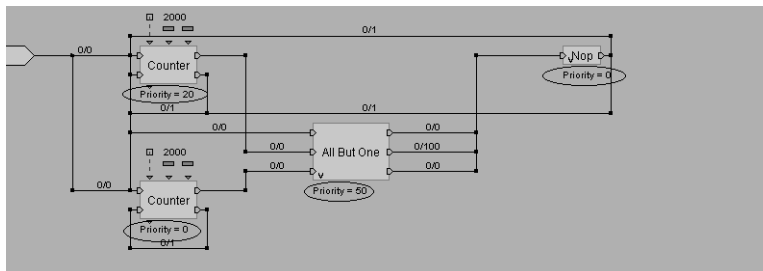 2000
0/1
0/0
Counter
Nop
Priority = 20
Priority = 0
0/1
0/1
0/0
0/0
0/0
All But One
0/100
2000
0/0
0/0
0/0
Counter
Priority = 50
Priority = 0
0/1